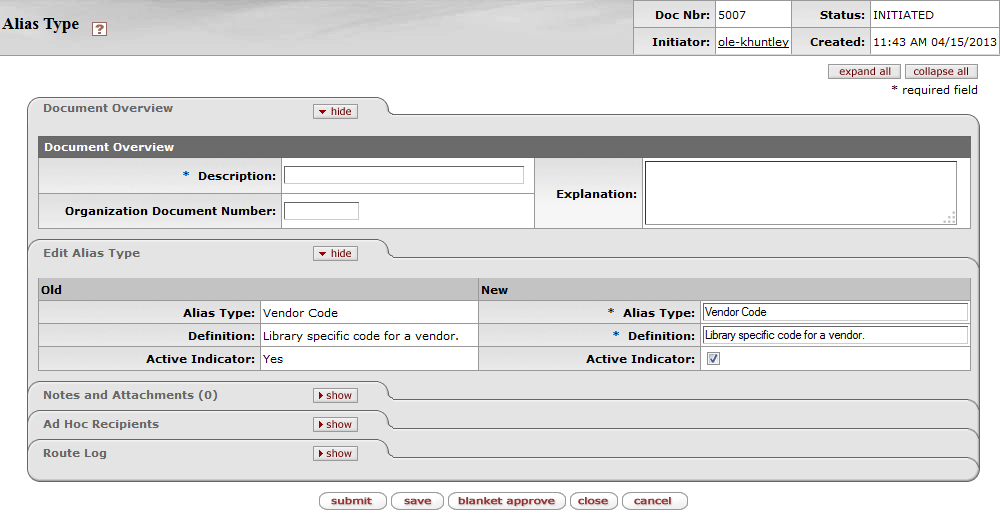 Alias Type ?
Doc Nbr: 5007 Status: INITIATED
Initiator: ole-khuntley Created: 11:43 AM 04/15/2013
expand all collapse all
* required field
Document Overview hide
Document Overview
* Description:
Explanation:
Organization Document Number:
Edit Alias Type hide
Old New
Alias Type: Vendor Code * Alias Type: Vendor Code
Definition: Library specific code for a vendor. * Definition: Library specific code for a vendor.
Active Indicator: Yes Active Indicator:
Notes and Attachments (0) show
Ad Hoc Recipients show
Route Log show
submit save blanket approve close cancel